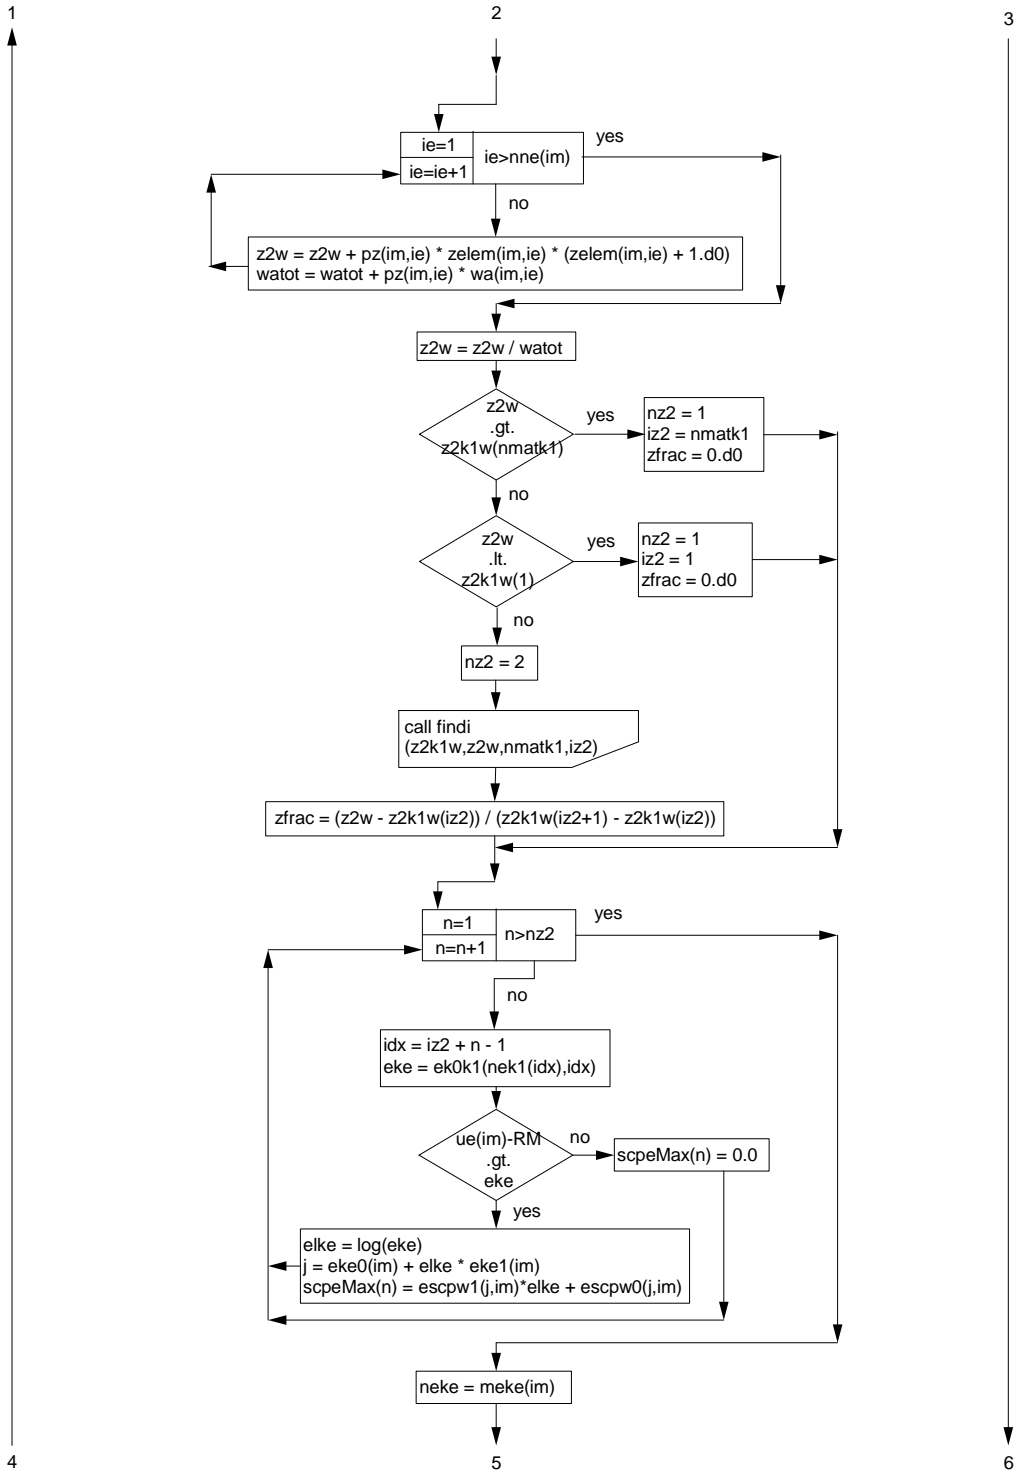 1
2
3
ie=1
ie=ie+1
ie>nne(im)
yes
no
z2w = z2w + pz(im,ie) * zelem(im,ie) * (zelem(im,ie) + 1.d0)
watot = watot + pz(im,ie) * wa(im,ie)
z2w = z2w / watot
z2w
.gt.
z2k1w(nmatk1)
yes
nz2 = 1
iz2 = nmatk1
zfrac = 0.d0
no
z2w
.lt.
z2k1w(1)
yes
nz2 = 1
iz2 = 1
zfrac = 0.d0
no
nz2 = 2
call findi
(z2k1w,z2w,nmatk1,iz2)
zfrac = (z2w - z2k1w(iz2)) / (z2k1w(iz2+1) - z2k1w(iz2))
n=1
n=n+1
n>nz2
yes
no
idx = iz2 + n - 1
eke = ek0k1(nek1(idx),idx)
ue(im)-RM
.gt.
eke
no
scpeMax(n) = 0.0
yes
elke = log(eke)
j = eke0(im) + elke * eke1(im)
scpeMax(n) = escpw1(j,im)*elke + escpw0(j,im)
neke = meke(im)
4
5
6